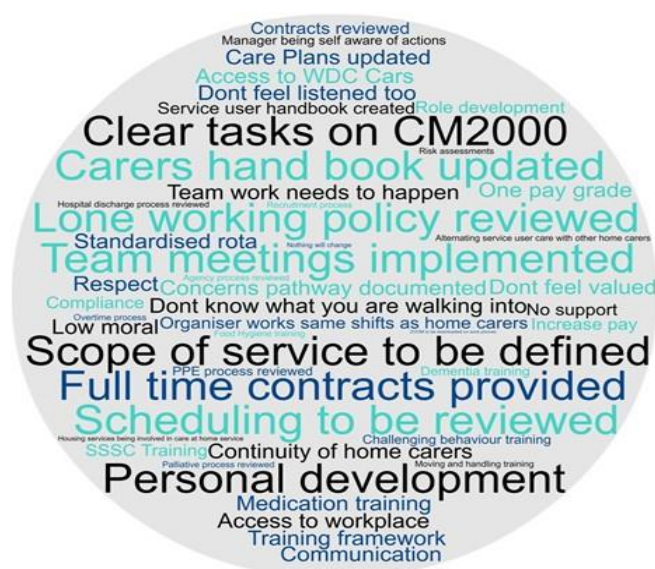 Contracts reviewed
Manager being self aware of actions
Care Plans updated
Access to WDC Cars
Dont feel listened too
Service user handbook created Role development
Clear tasks on CM2000
Risk assessments
Carers hand book updated
Team work needs to happen One pay grade
Hospital discharge process reviewed Recruitment process
Lone working policy reviewed
Standardised rota Nothing will change Alternating service user care with other home carers
Team meetings implemented
Agency process reviewed
Respect Concerns pathway documented Dont feel valued
Compliance Dont know what you are walking into No support
Overtime process
Low moral Organiser works same shifts as home carers Increase pay
Food Hygiene training
Scope of service to be defined
PPE process reviewed Dementia training
Full time contracts provided
Scheduling to be reviewed
Housing services being involved in care at home service Challenging behaviour training
SSSC Training Continuity of home carers
Palliative process reviewed Moving and handling training
Personal development
Medication training
Access to workplace
Training framework
Communication